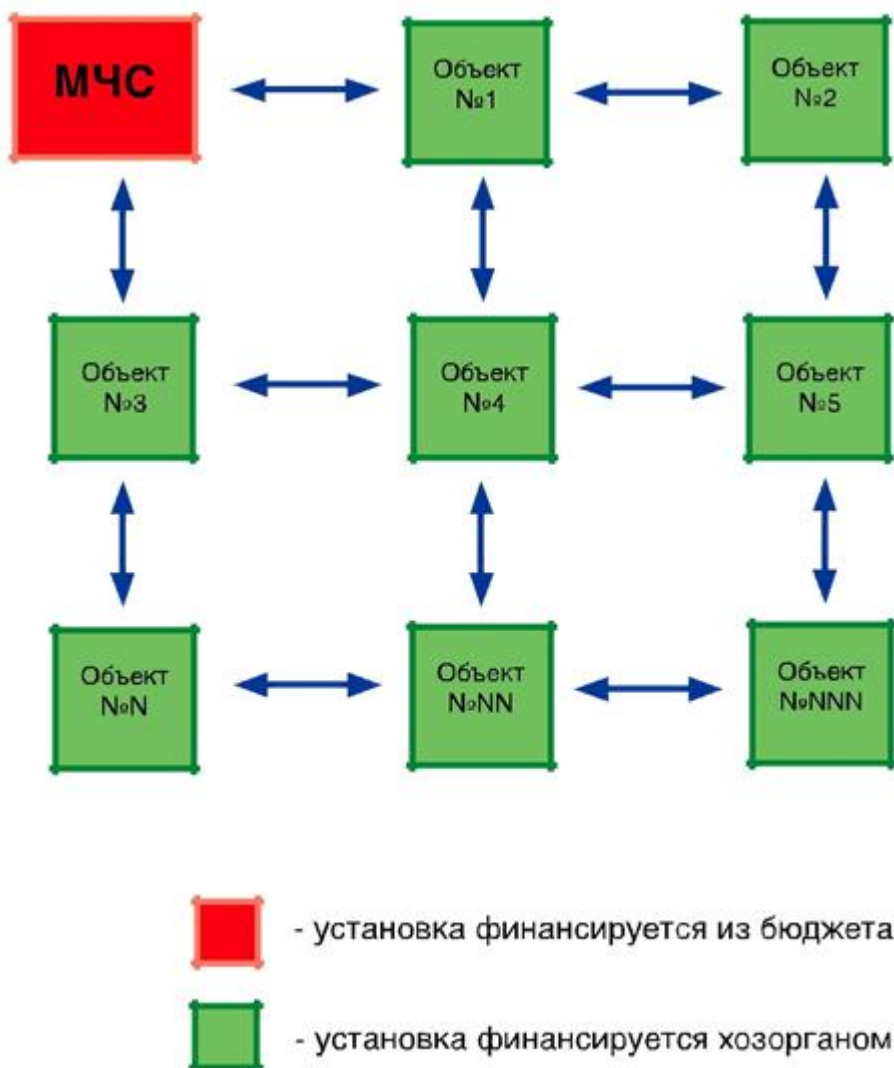 МЧС
Объект
№1
Объект
№2
Объект
№3
Объект
№4
Объект
№5
Объект
№N
Объект
№NN
Объект
№NNN
- установка финансируется из бюджета
- установка финансируется хозорганом